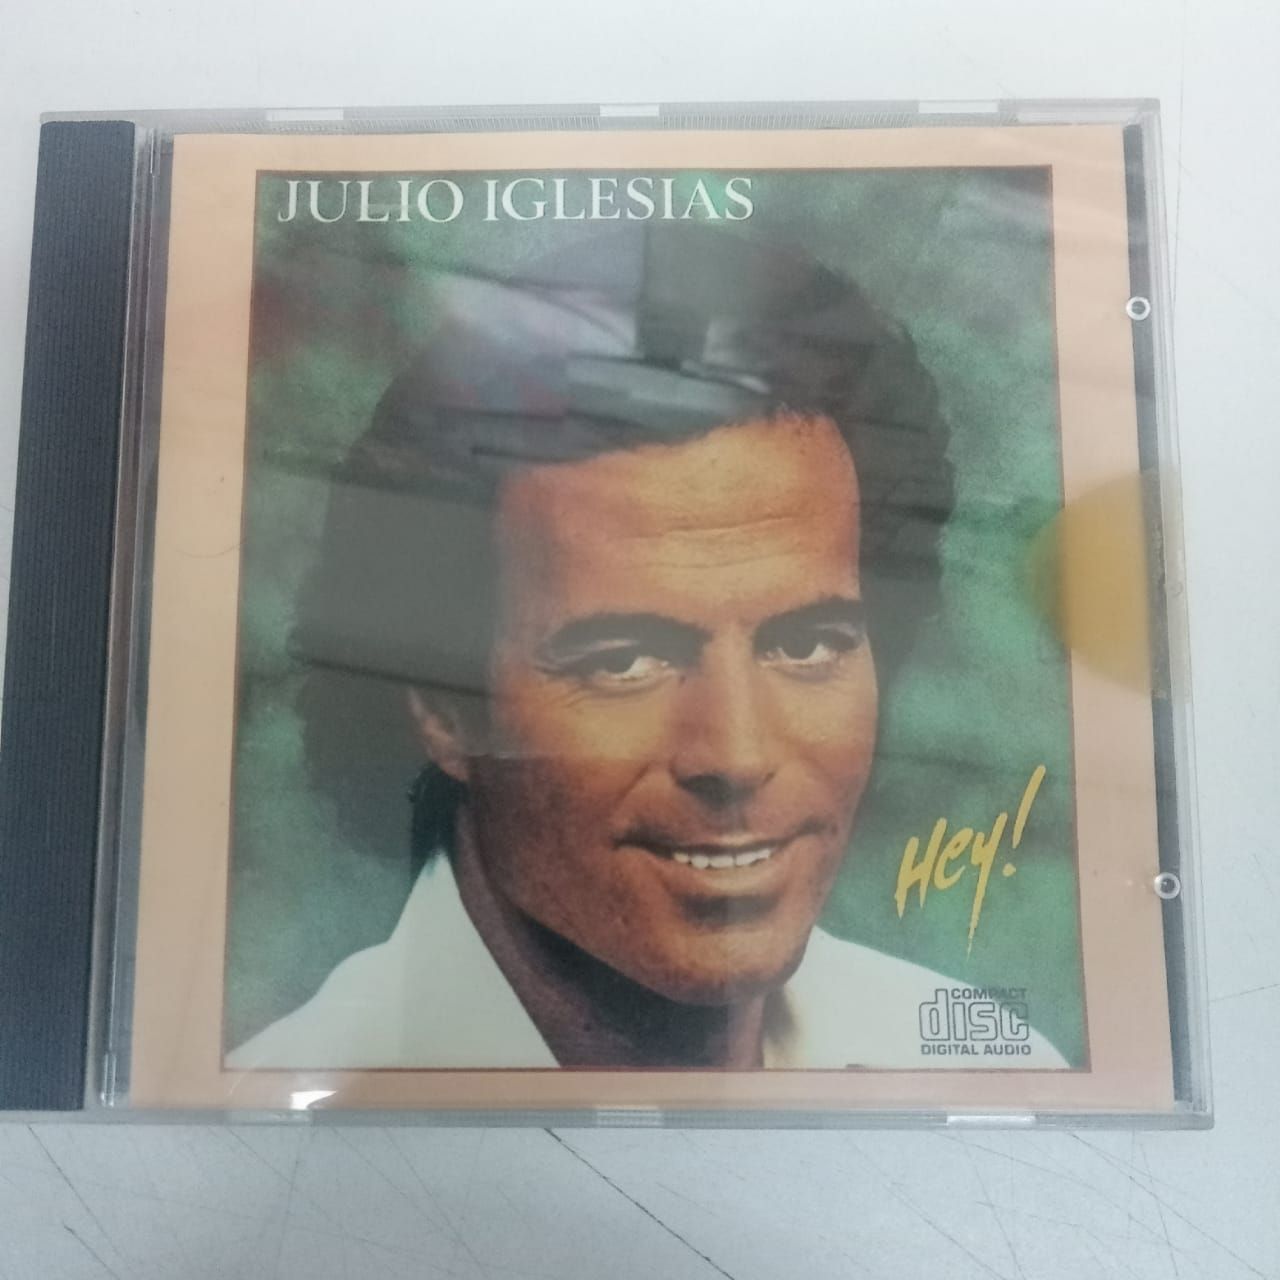 JULIO IGLESIAS
Hey!
COMPACT
disc
DIGITAL AUDIO